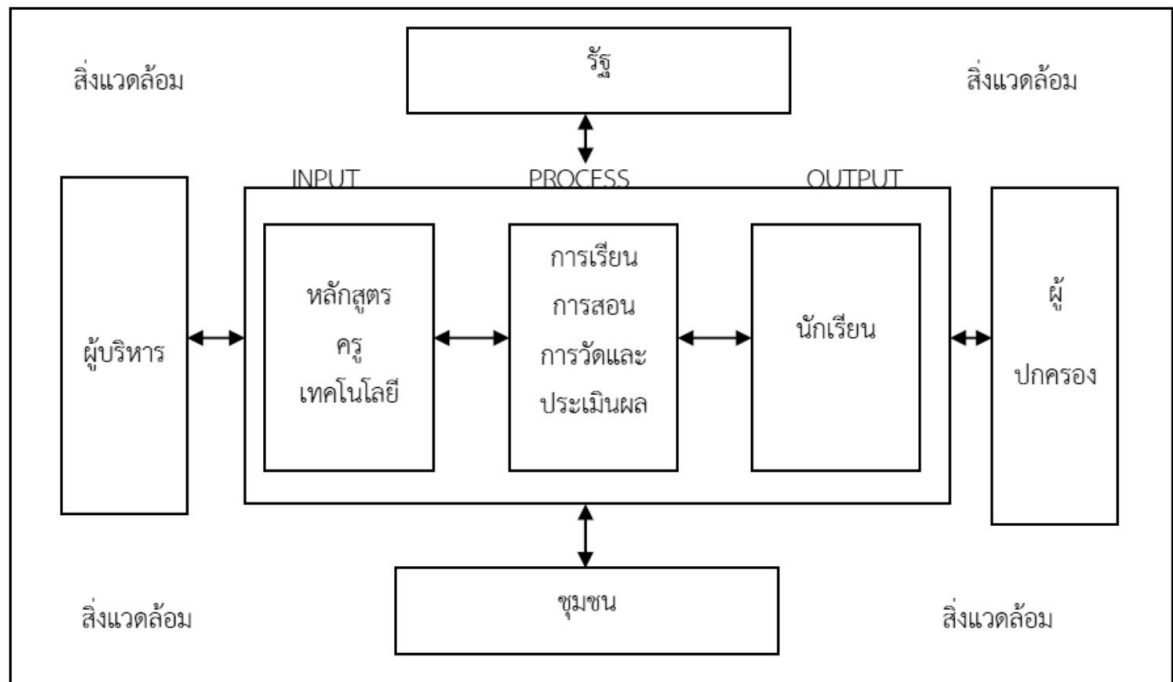 รัฐ
สิ่งแวดล้อม
สิ่งแวดล้อม
INPUT
PROCESS
OUTPUT
ผู้บริหาร
หลักสูตร
ครู
เทคโนโลยี
การเรียน
การสอน
การวัดและ
ประเมินผล
นักเรียน
ผู้
ปกครอง
ชุมชน
สิ่งแวดล้อม
สิ่งแวดล้อม